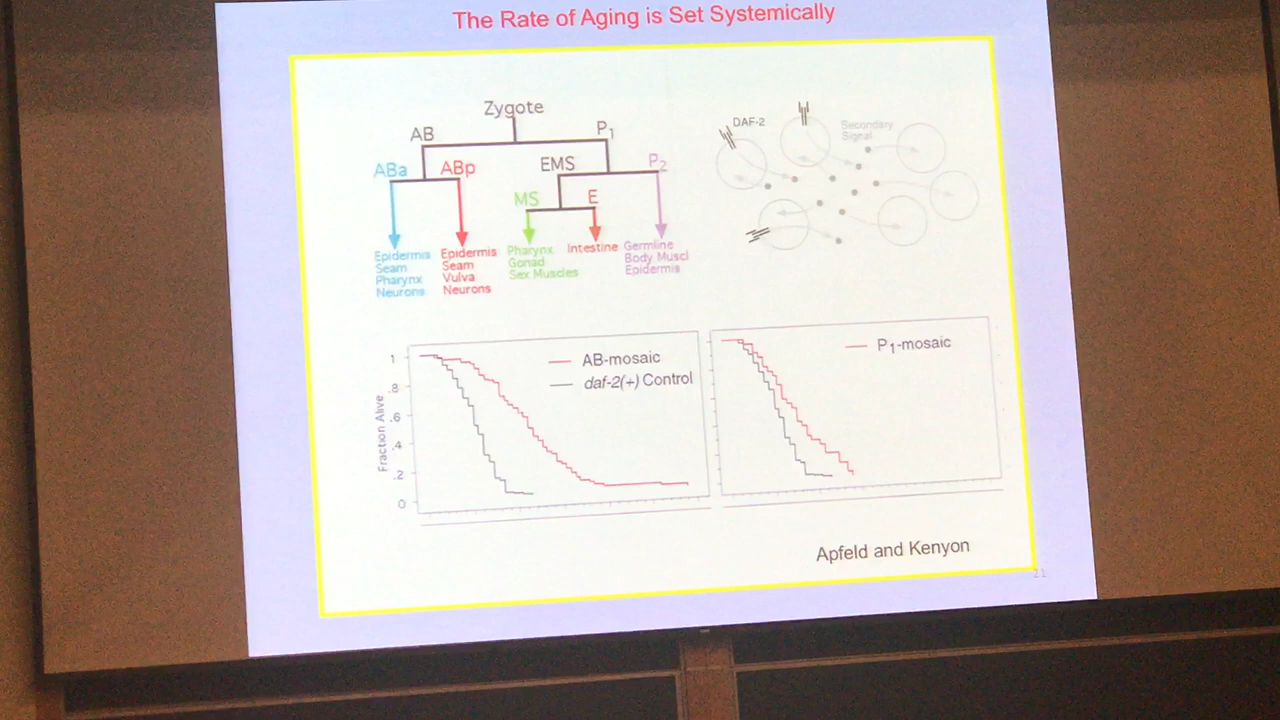 The Rate of Aging is Set Systemically
Zygote
AB
P1
ABa
ABp
EMS
P2
MS
E
Epidermis
Seam
Pharynx
Neurons
Epidermis
Seam
Vulva
Neurons
Pharynx
Gonad
Sex Muscles
Intestine
Germline
Body Muscl
Epidermis
DAF-2
Secondary
Signal
Fraction Alive
1
.8
.6
.4
.2
0
AB-mosaic
daf-2(+) Control
P1-mosaic
Apfeld and Kenyon
21